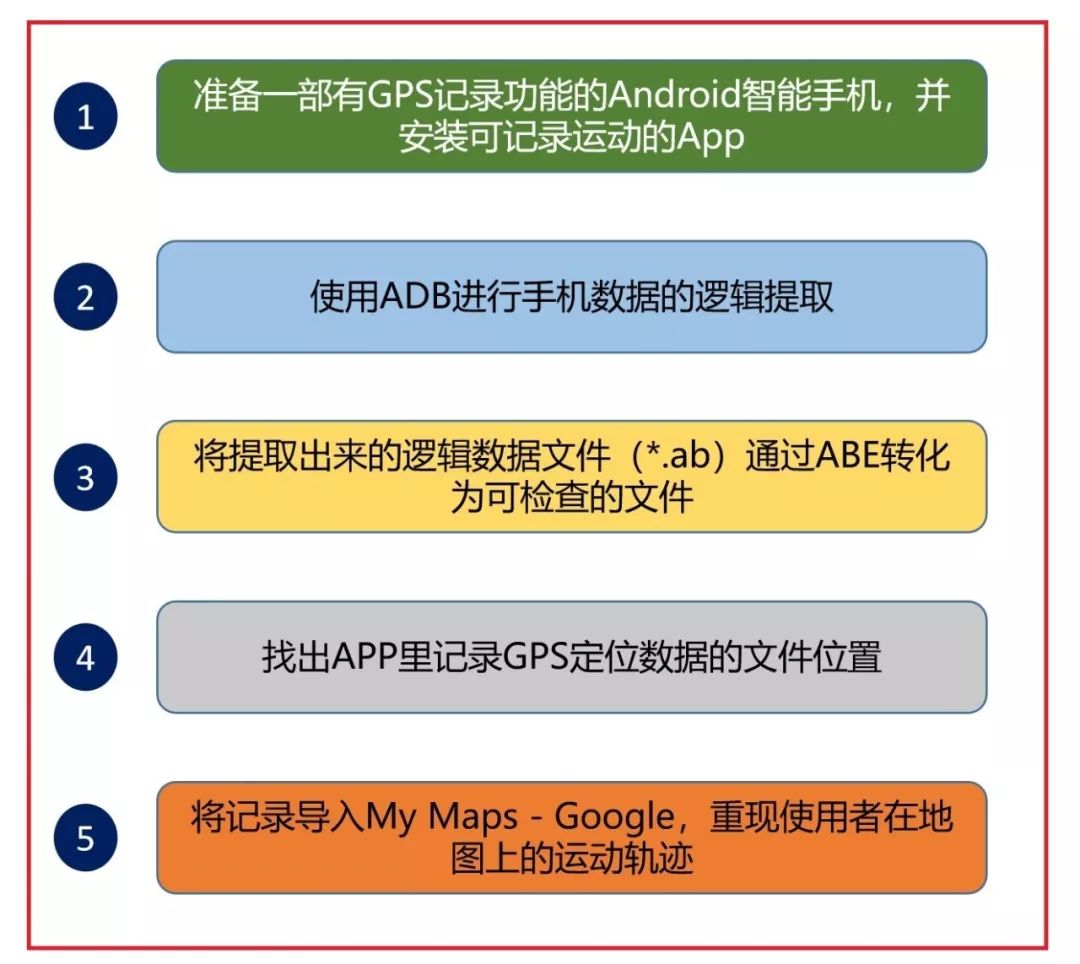 1
准备一部有GPS记录功能的Android智能手机，并
安装可记录运动的App
2
使用ADB进行手机数据的逻辑提取
3
将提取出来的逻辑数据文件（*.ab）通过ABE转化
为可检查的文件
4
找出APP里记录GPS定位数据的文件位置
5
将记录导入My Maps - Google，重现使用者在地
图上的运动轨迹